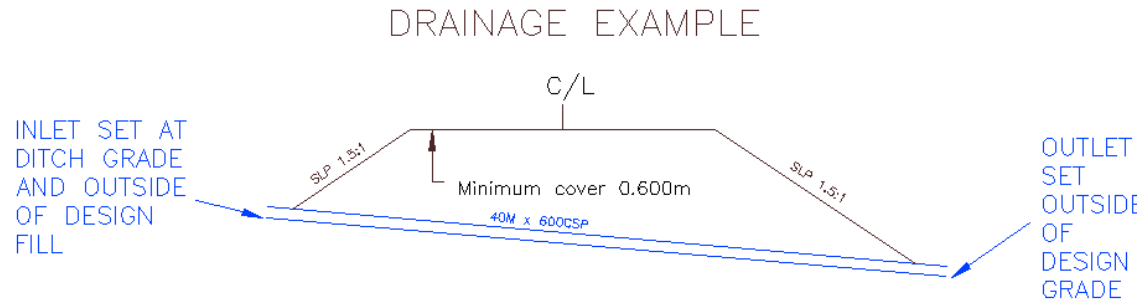 DRAINAGE EXAMPLE
C/L
INLET SET AT
DITCH GRADE
AND OUTSIDE
OF DESIGN
FILL
SLP 1.5:1
Minimum cover 0.600m
SLP 1.5:1
40M x 600CSP
OUTLET
SET
OUTSIDE
OF
DESIGN
GRADE